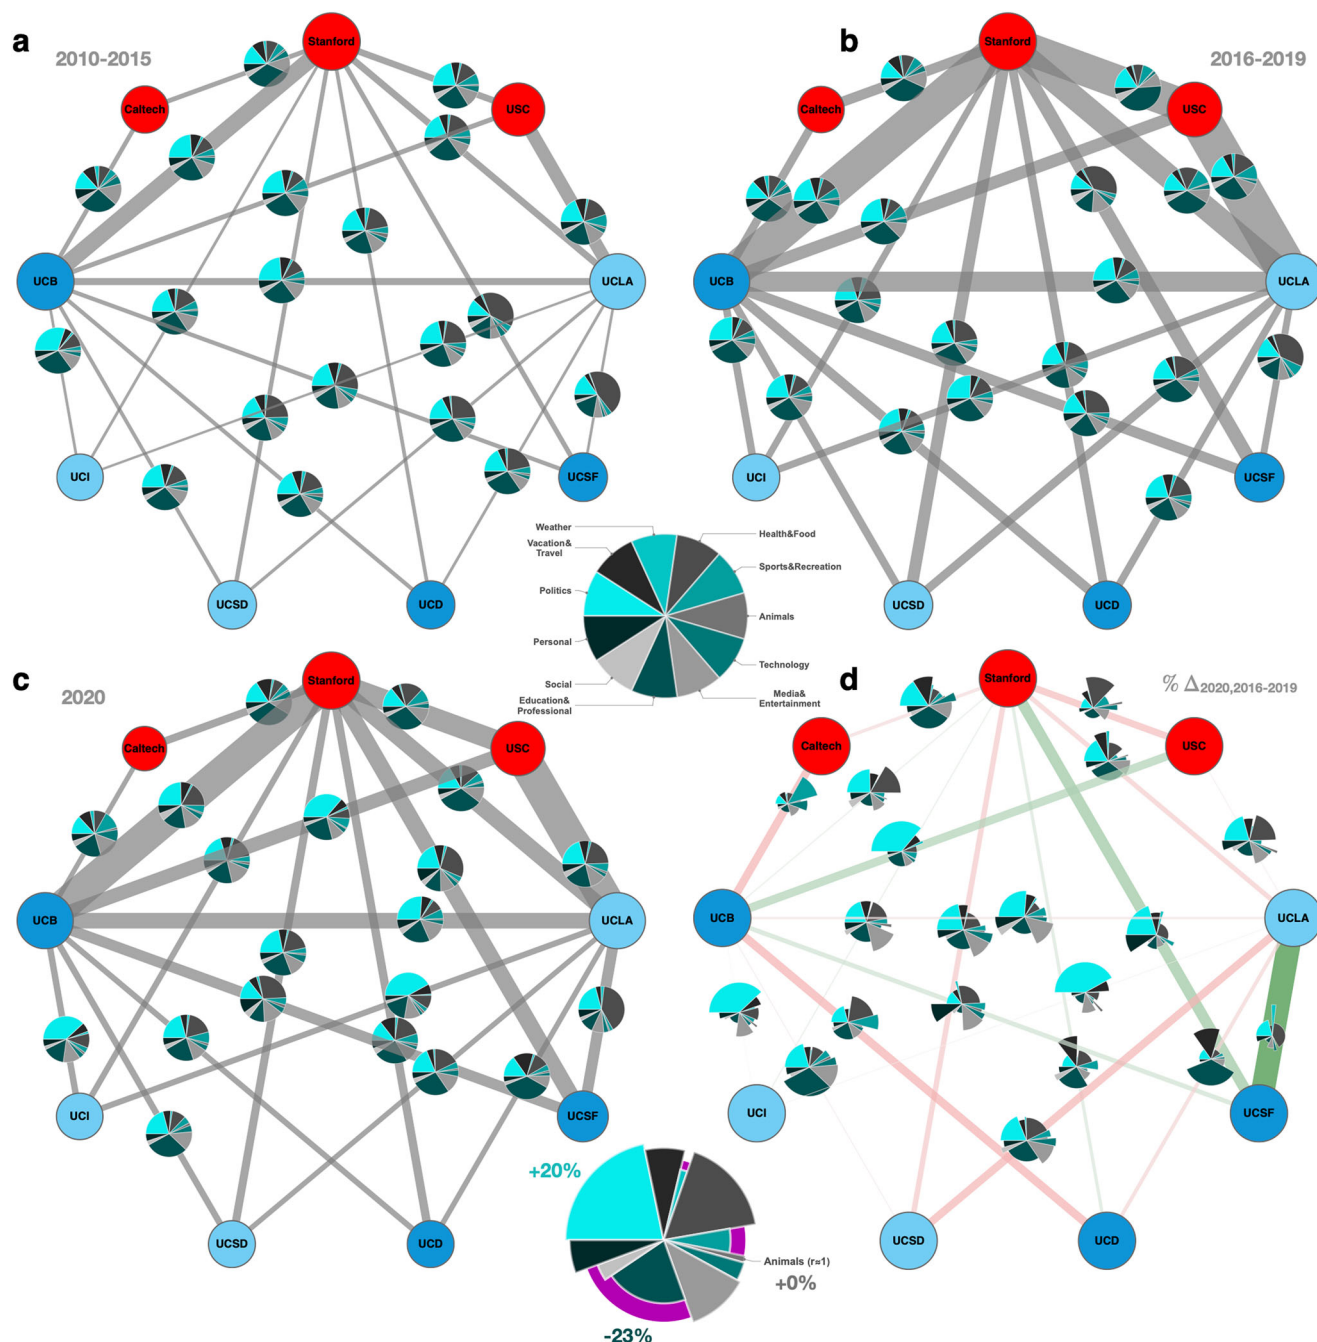 a
2010-2015
Stanford
Caltech
USC
UCB
UCLA
UCI
UCSF
UCSD
UCD
b
2016-2019
Stanford
Caltech
USC
UCB
UCLA
UCI
UCSF
UCSD
UCD
Weather
Vacation&
Travel
Politics
Personal
Social
Education&
Professional
Health&Food
Sports&Recreation
Animals
Technology
Media&
Entertainment
c
2020
Stanford
Caltech
USC
UCB
UCLA
UCI
UCSF
UCSD
UCD
d
% Δ2020,2016-2019
Stanford
Caltech
USC
UCB
UCLA
UCI
UCSF
UCSD
UCD
+20%
Animals (r≈1)
+0%
-23%